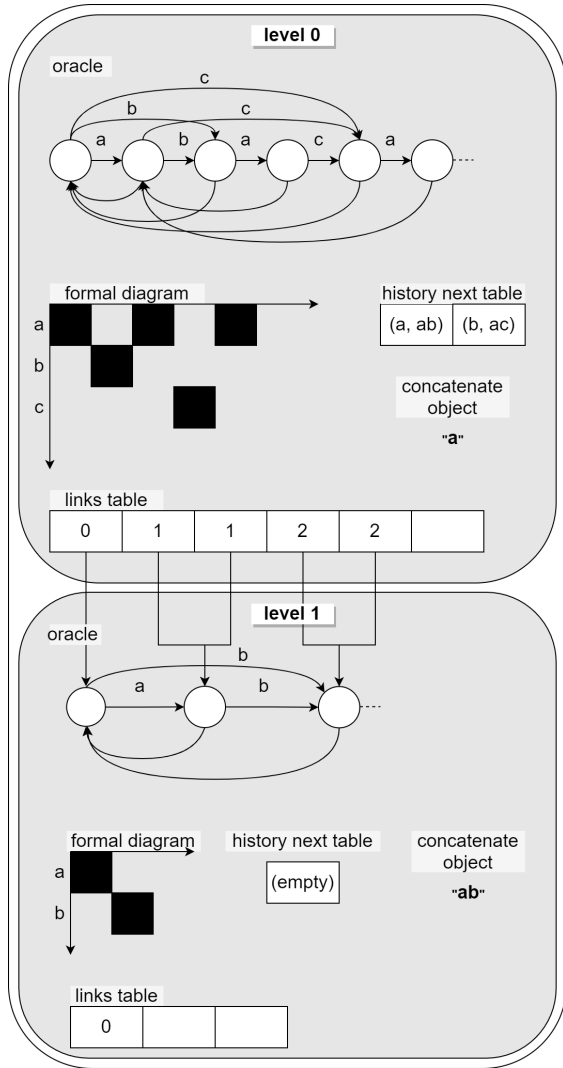 level 0
oracle
c
b
c
a
b
a
c
a
formal diagram
history next table
a
(a, ab)
(b, ac)
b
concatenate
object
c
"a"
links table
0
1
1
2
2
level 1
oracle
b
a
b
formal diagram
history next table
concatenate
object
a
(empty)
"ab"
b
links table
0